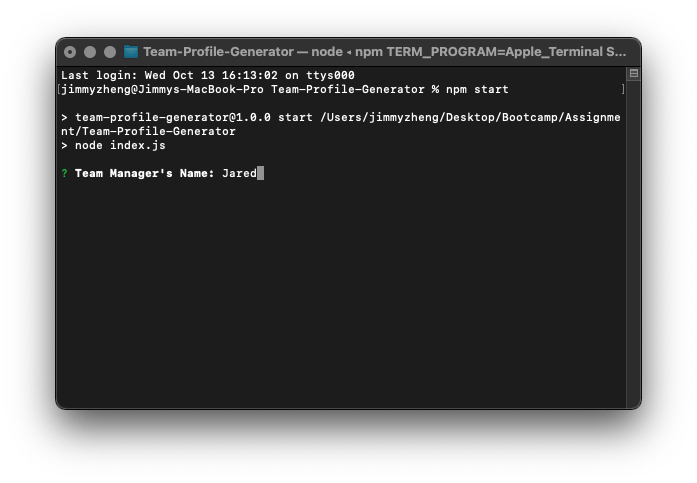 Team-Profile-Generator — node ◂ npm TERM_PROGRAM=Apple_Terminal S...
Last login: Wed Oct 13 16:13:02 on ttys000
[jimmyzheng@Jimmys-MacBook-Pro Team-Profile-Generator % npm start ]
> team-profile-generator@1.0.0 start /Users/jimmyzheng/Desktop/Bootcamp/Assignme
nt/Team-Profile-Generator
> node index.js
? Team Manager's Name: Jared